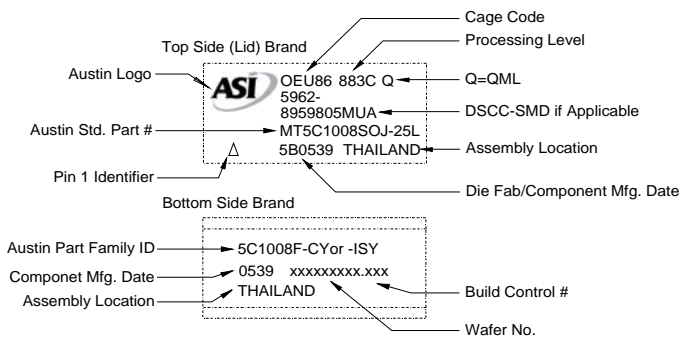 Cage Code
Processing Level
Top Side (Lid) Brand
Austin Logo
ASI
OEU86 883C Q
Q=QML
5962-
8959805MUA
DSCC-SMD if Applicable
Austin Std. Part #
MT5C1008SOJ-25L
5B0539 THAILAND
Assembly Location
Pin 1 Identifier
Die Fab/Component Mfg. Date
Bottom Side Brand
Austin Part Family ID
5C1008F-CYor -ISY
Componet Mfg. Date
0539 xxxxxxxxx.xxx
Assembly Location
THAILAND
Build Control #
Wafer No.